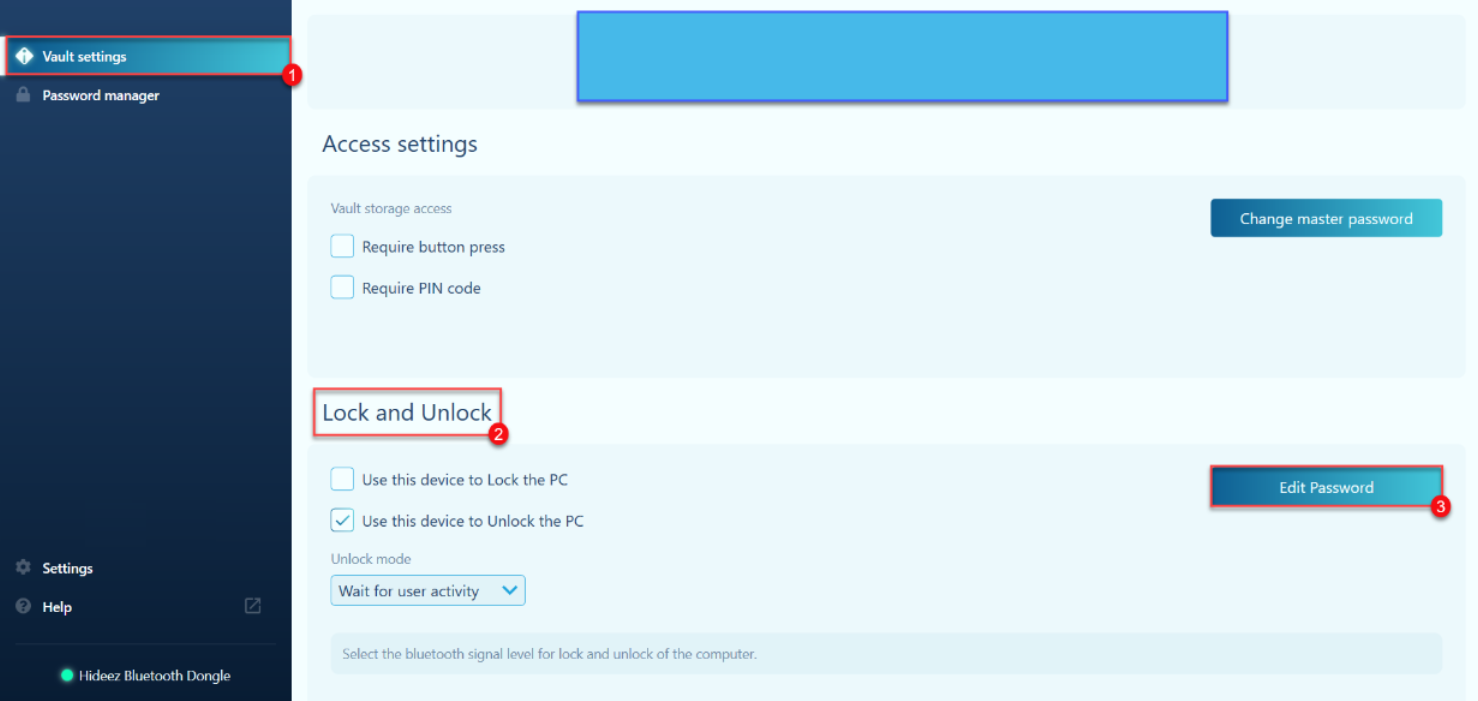 Vault settings
1
Password manager
Access settings
Vault storage access
Change master password
Require button press
Require PIN code
Lock and Unlock
2
Use this device to Lock the PC
Edit Password
3
Use this device to Unlock the PC
Unlock mode
Wait for user activity
Select the bluetooth signal level for lock and unlock of the computer.
Settings
Help
Hideez Bluetooth Dongle